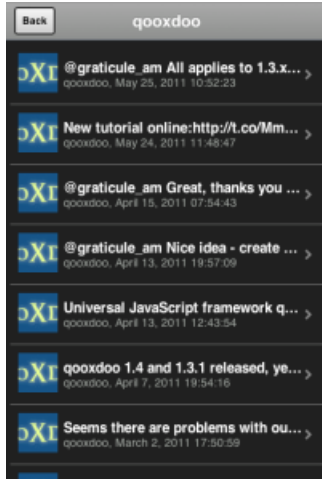 Back
qooxdoo
@graticule_am All applies to 1.3.x...
qooxdoo, May 25, 2011 10:52:23
New tutorial online:http://t.co/Mm...
qooxdoo, May 24, 2011 11:48:47
@graticule_am Great, thanks you ...
qooxdoo, April 15, 2011 07:54:43
@graticule_am Nice idea - create ...
qooxdoo, April 13, 2011 19:57:09
Universal JavaScript framework q...
qooxdoo, April 13, 2011 12:43:54
qooxdoo 1.4 and 1.3.1 released, ye...
qooxdoo, April 7, 2011 19:54:16
Seems there are problems with ou...
qooxdoo, March 2, 2011 17:50:59